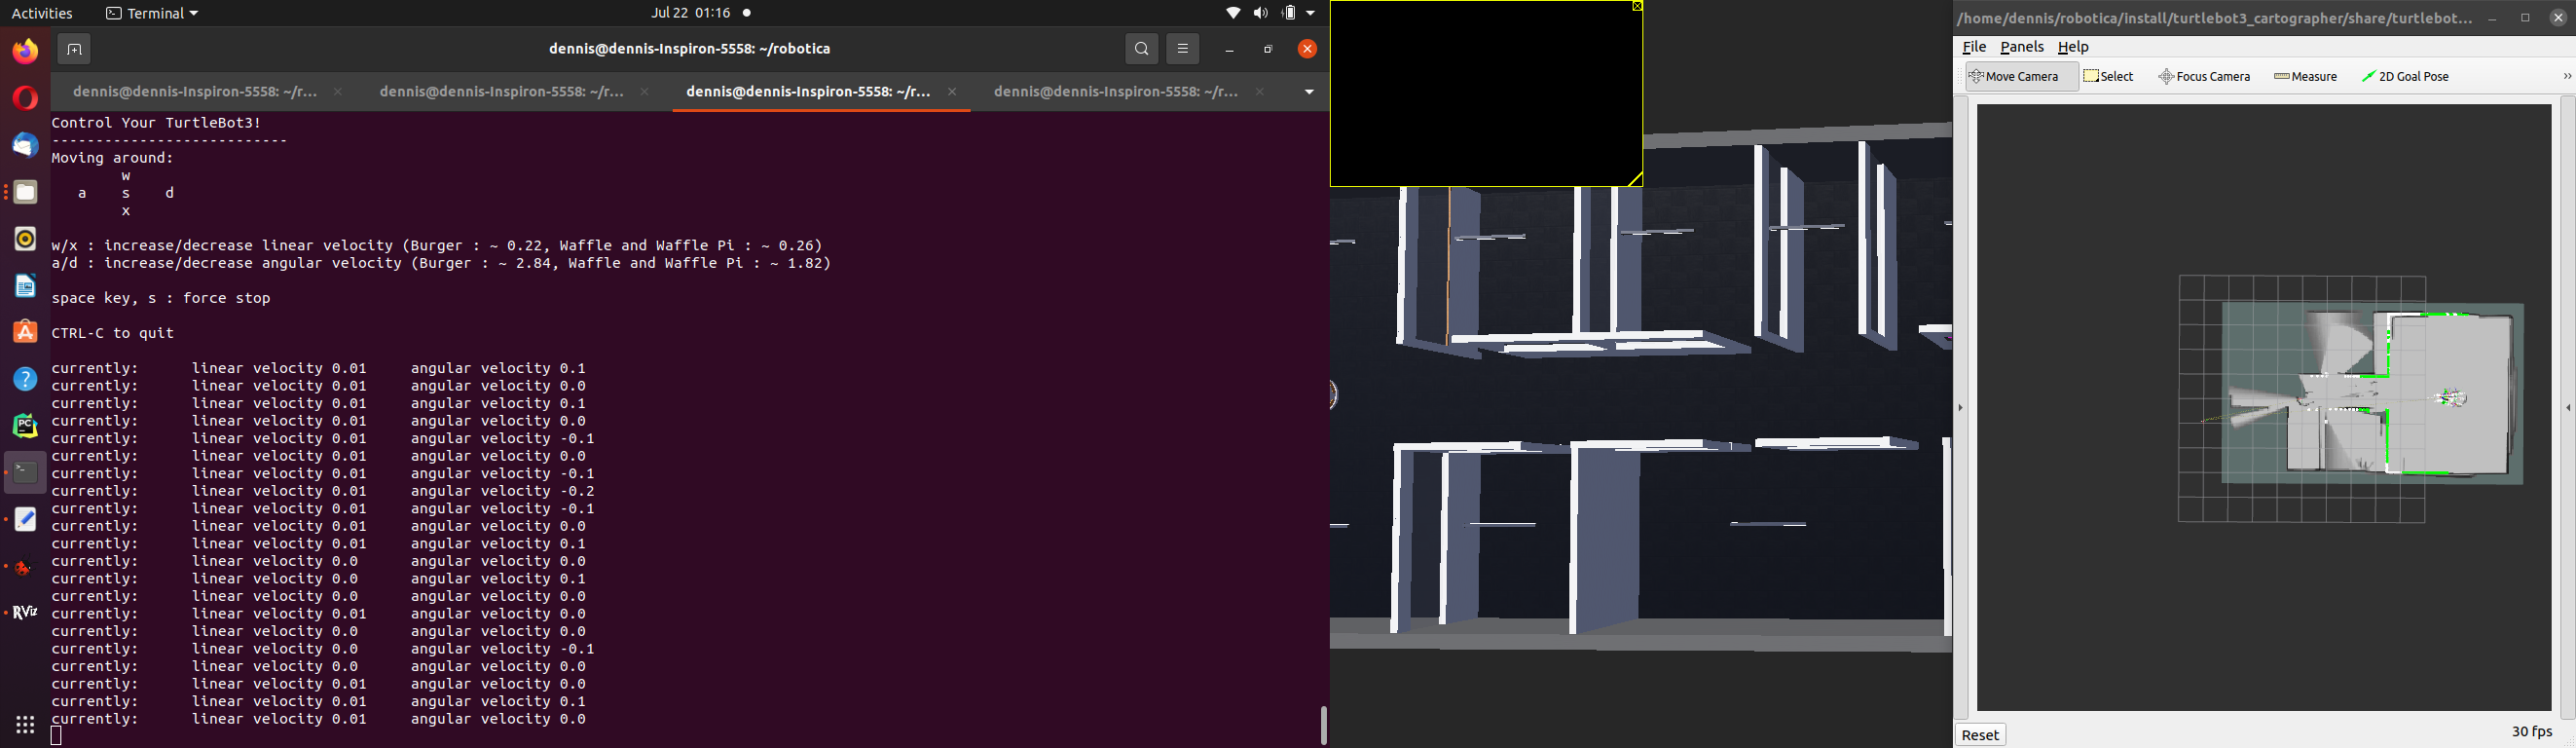 Activities
Terminal
Jul 22 01:16
dennis@dennis-Inspiron-5558: ~/robotica
dennis@dennis-Inspiron-5558: ~/r...
dennis@dennis-Inspiron-5558: ~/r...
dennis@dennis-Inspiron-5558: ~/r...
dennis@dennis-Inspiron-5558: ~/r...
Control Your TurtleBot3!
---------------------------
Moving around:
w
a s d
x
w/x : increase/decrease linear velocity (Burger : ~ 0.22, Waffle and Waffle Pi : ~ 0.26)
a/d : increase/decrease angular velocity (Burger : ~ 2.84, Waffle and Waffle Pi : ~ 1.82)
space key, s : force stop
CTRL-C to quit
currently: linear velocity 0.01 angular velocity 0.1
currently: linear velocity 0.01 angular velocity 0.0
currently: linear velocity 0.01 angular velocity 0.1
currently: linear velocity 0.01 angular velocity 0.0
currently: linear velocity 0.01 angular velocity -0.1
currently: linear velocity 0.01 angular velocity 0.0
currently: linear velocity 0.01 angular velocity -0.1
currently: linear velocity 0.01 angular velocity -0.2
currently: linear velocity 0.01 angular velocity -0.1
currently: linear velocity 0.01 angular velocity 0.0
currently: linear velocity 0.01 angular velocity 0.1
currently: linear velocity 0.0 angular velocity 0.0
currently: linear velocity 0.0 angular velocity 0.1
currently: linear velocity 0.0 angular velocity 0.0
currently: linear velocity 0.01 angular velocity 0.0
currently: linear velocity 0.0 angular velocity 0.0
currently: linear velocity 0.0 angular velocity -0.1
currently: linear velocity 0.0 angular velocity 0.0
currently: linear velocity 0.01 angular velocity 0.0
currently: linear velocity 0.01 angular velocity 0.1
currently: linear velocity 0.01 angular velocity 0.0
PC
RViz
/home/dennis/robotica/install/turtlebot3_cartographer/share/turtlebot...
File Panels Help
Move Camera Select Focus Camera Measure 2D Goal Pose
Reset
30 fps